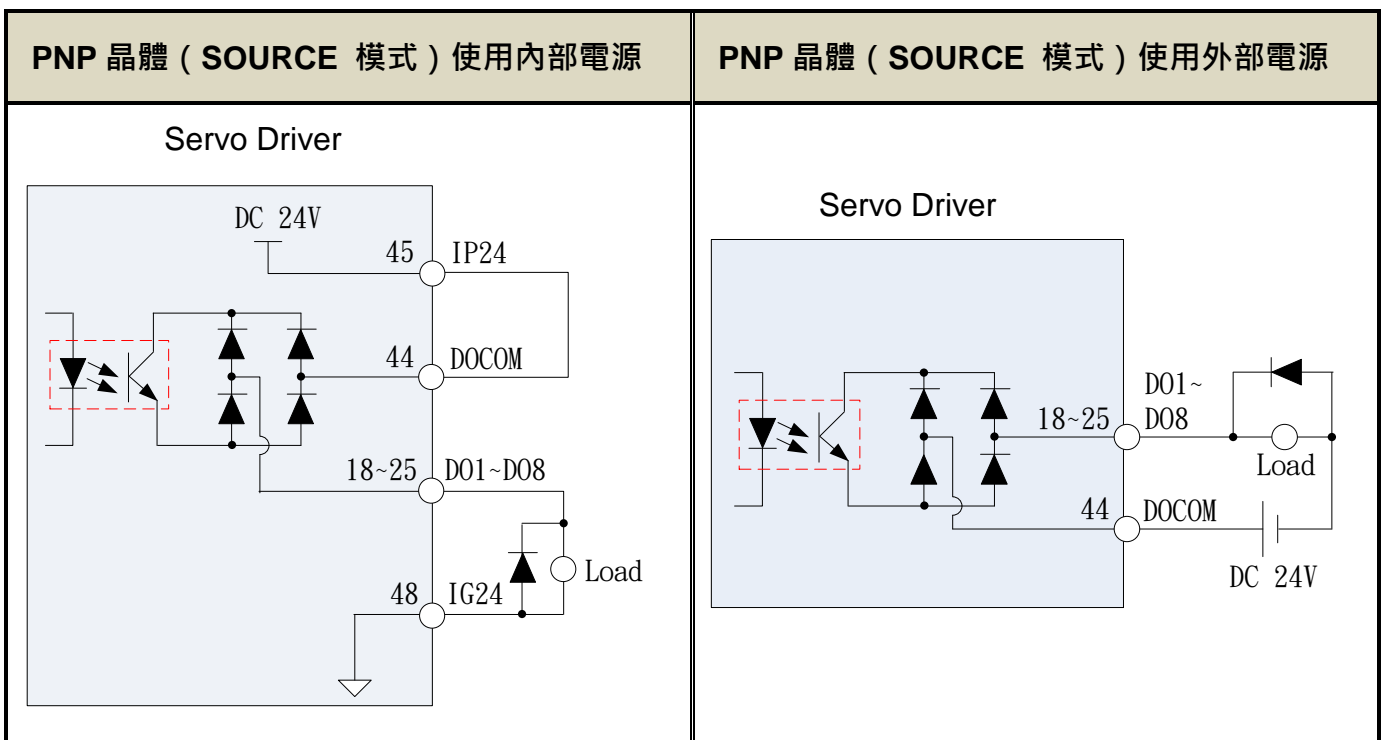 PNP 晶體（SOURCE 模式）使用內部電源
PNP 晶體（SOURCE 模式）使用外部電源
Servo Driver
DC 24V
45 IP24
44 DOCOM
18~25 DO1~DO8
Load
48 IG24
Servo Driver
DO1~
18~25 DO8
Load
44 DOCOM
DC 24V